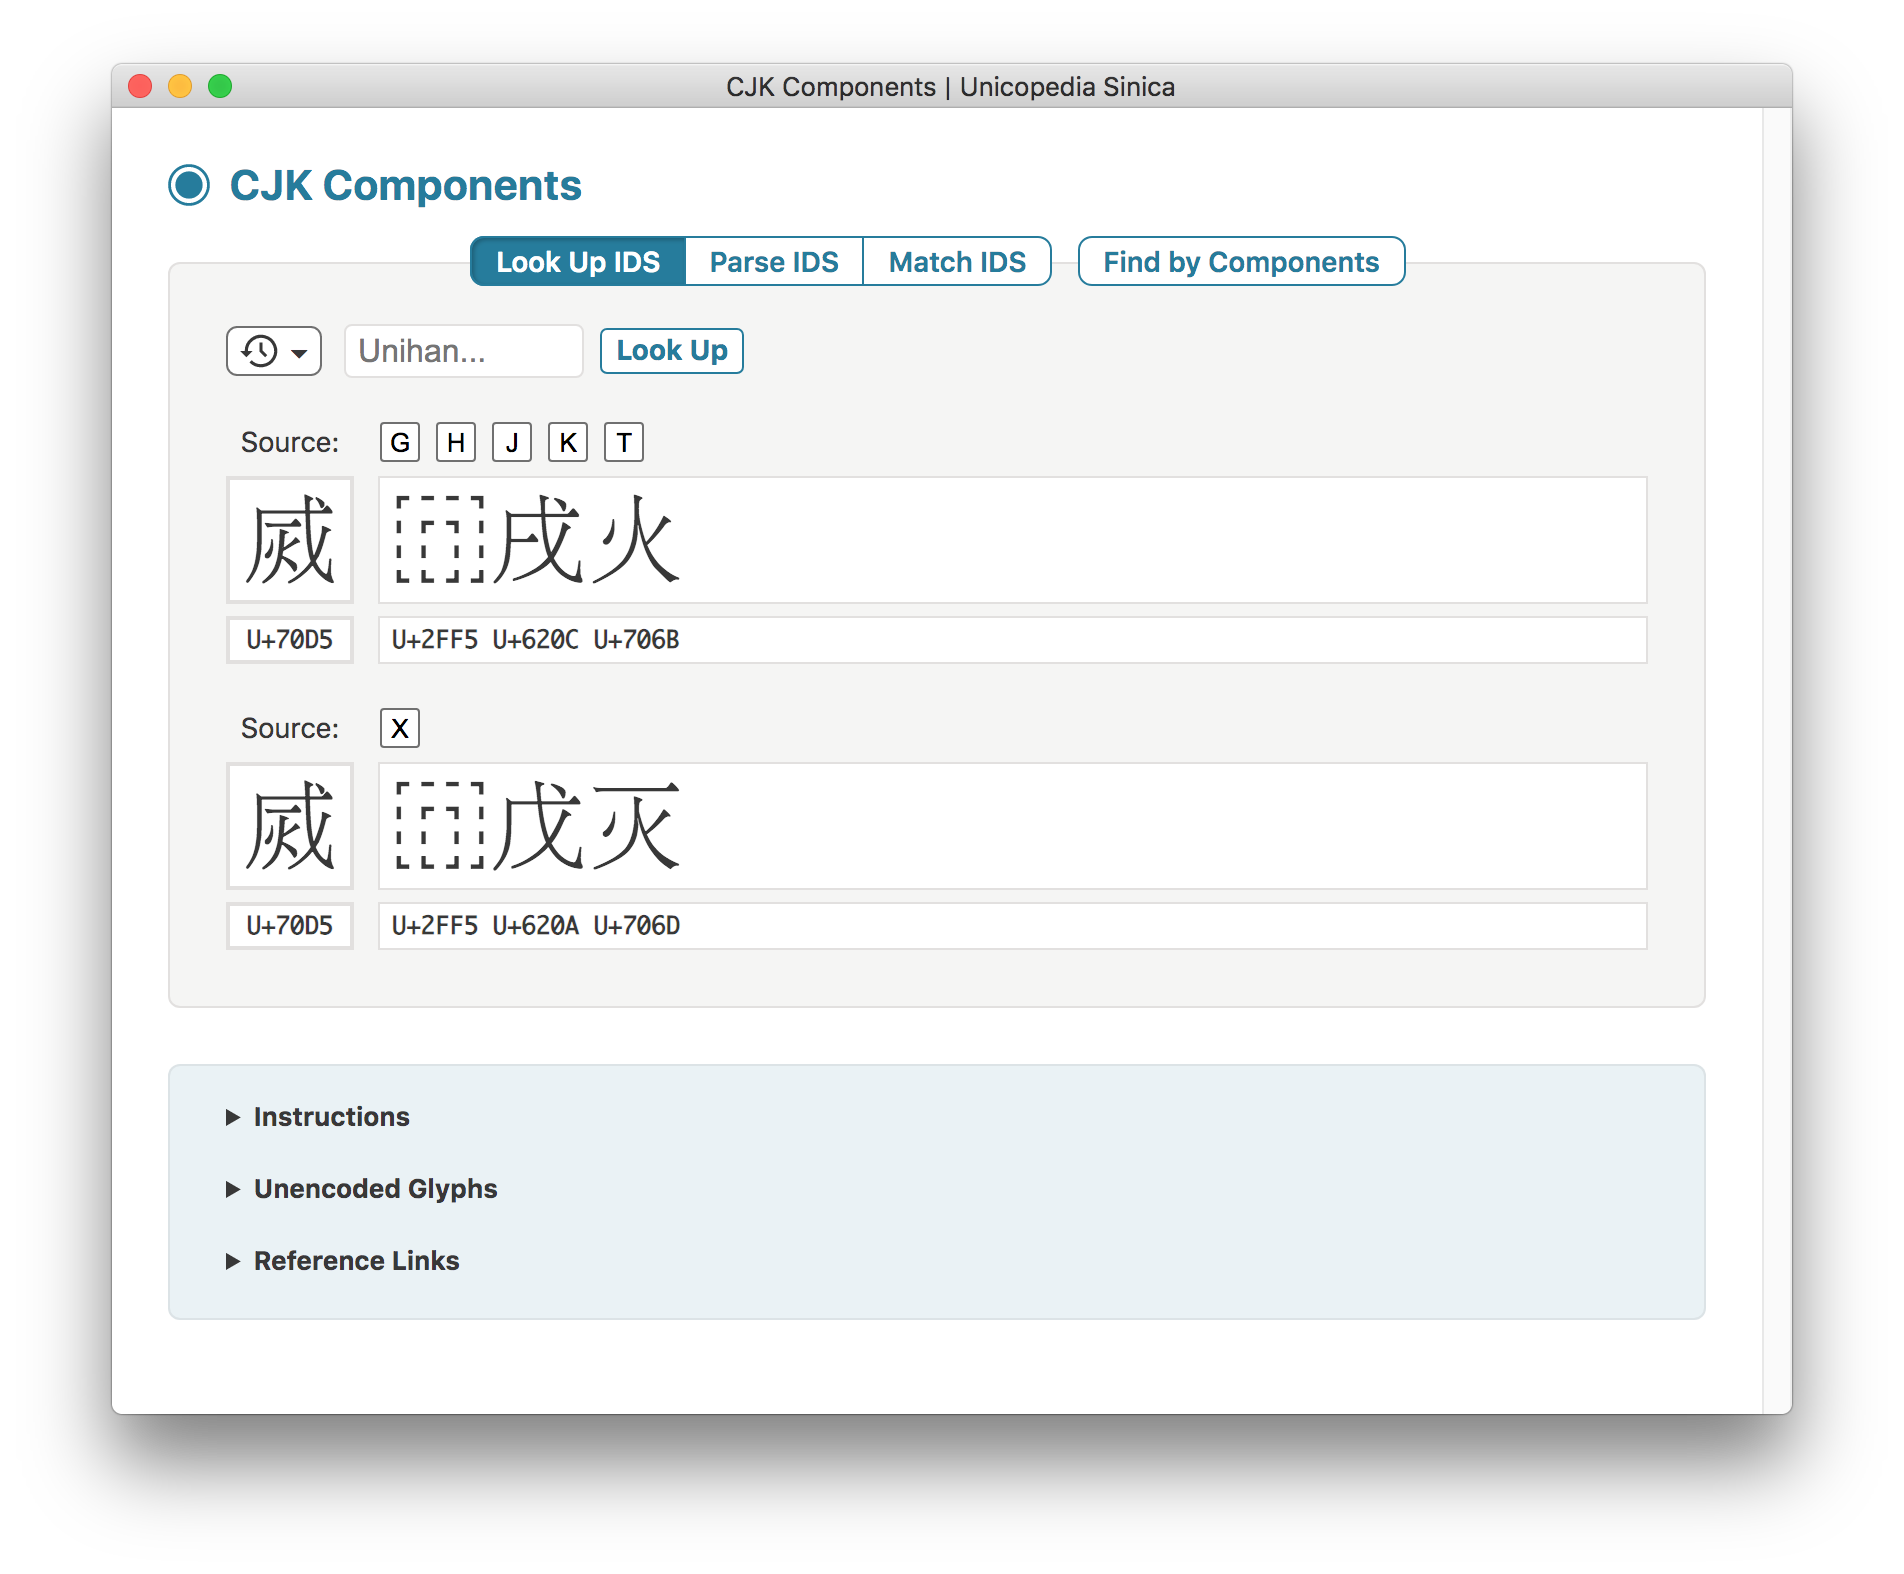 CJK Components | Unicopedia Sinica
CJK Components
Look Up IDS Parse IDS Match IDS Find by Components
Unihan... Look Up
Source: G H J K T
烕 ⿵戌火
U+70D5 U+2FF5 U+620C U+706B
Source: X
烕 ⿵戊灭
U+70D5 U+2FF5 U+620A U+706D
Instructions
Unencoded Glyphs
Reference Links